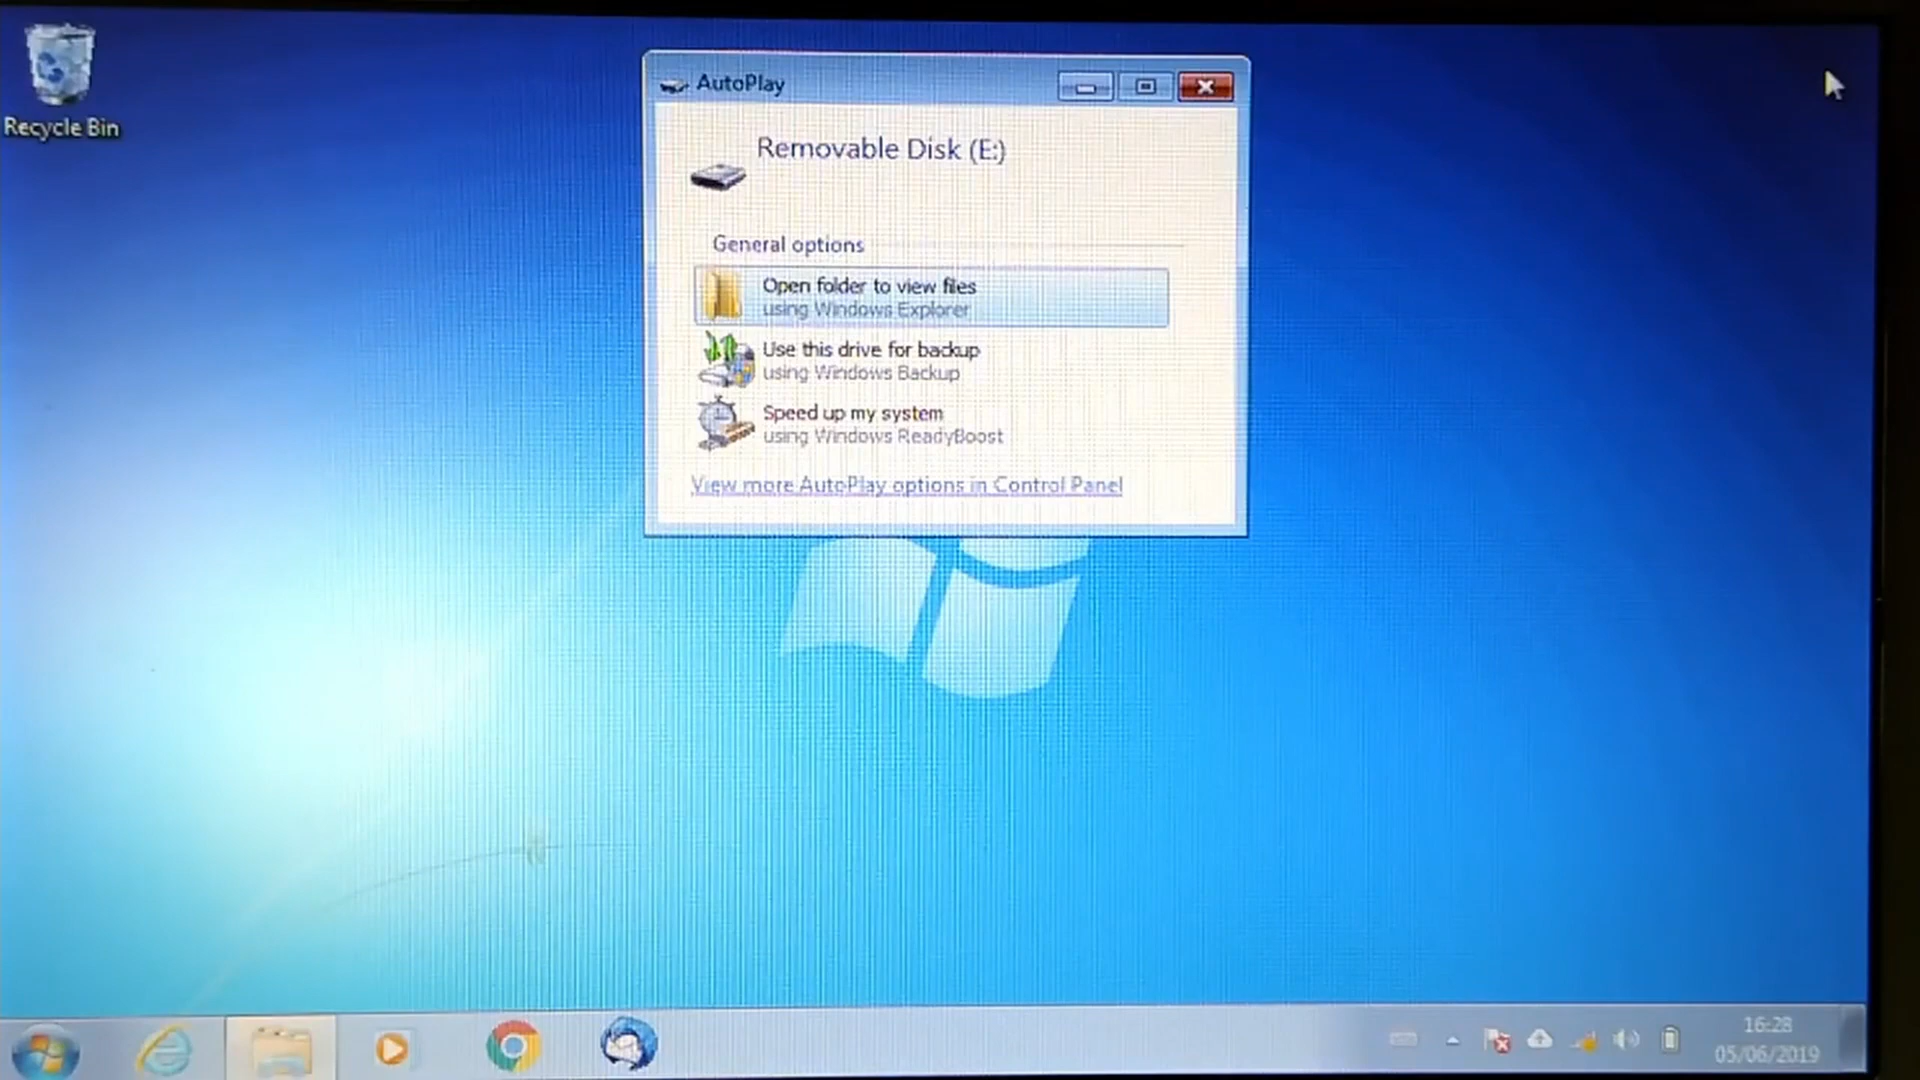 Recycle Bin
AutoPlay
Removable Disk (E:)
General options
Open folder to view files
using Windows Explorer
Use this drive for backup
using Windows Backup
Speed up my system
using Windows ReadyBoost
View more AutoPlay options in Control Panel
16:28
05/06/2019